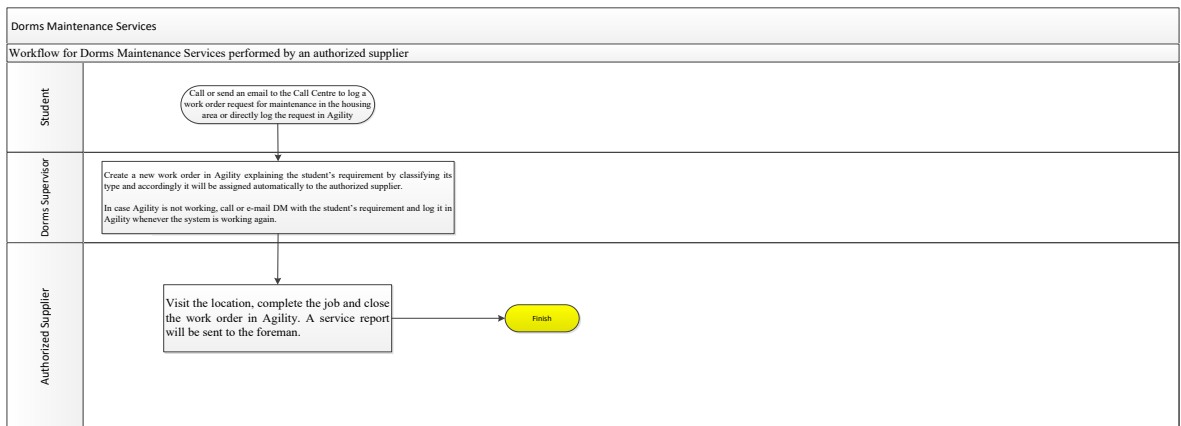 Dorms Maintenance Services
Workflow for Dorms Maintenance Services performed by an authorized supplier
Student
Call or send an email to the Call Centre to log a
work order request for maintenance in the housing
area or directly log the request in Agility
Dorms Supervisor
Create a new work order in Agility explaining the student’s requirement by classifying its
type and accordingly it will be assigned automatically to the authorized supplier.
In case Agility is not working, call or e-mail DM with the student’s requirement and log it in
Agility whenever the system is working again.
Authorized Supplier
Visit the location, complete the job and close
the work order in Agility. A service report
will be sent to the foreman.
Finish